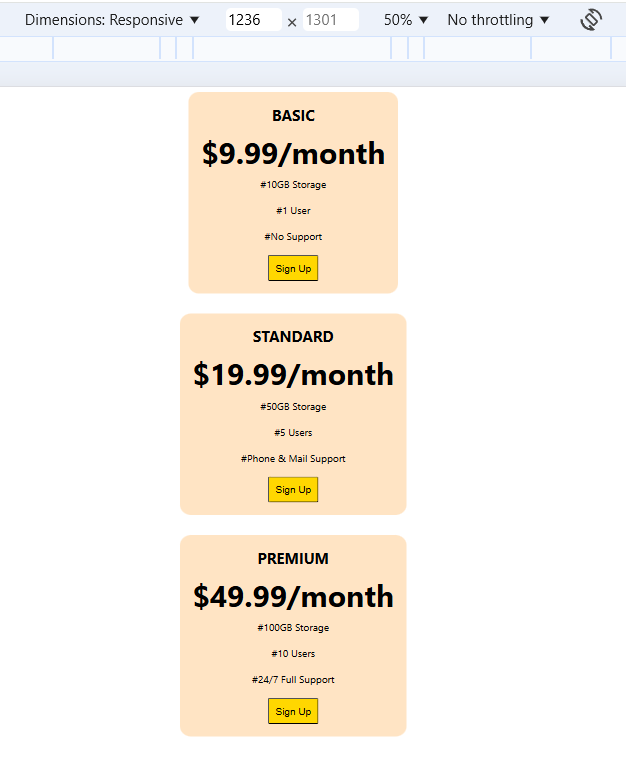 Dimensions: Responsive ▼ 1236 × 1301 50% ▼ No throttling ▼
BASIC
$9.99/month
#10GB Storage
#1 User
#No Support
Sign Up
STANDARD
$19.99/month
#50GB Storage
#5 Users
#Phone & Mail Support
Sign Up
PREMIUM
$49.99/month
#100GB Storage
#10 Users
#24/7 Full Support
Sign Up